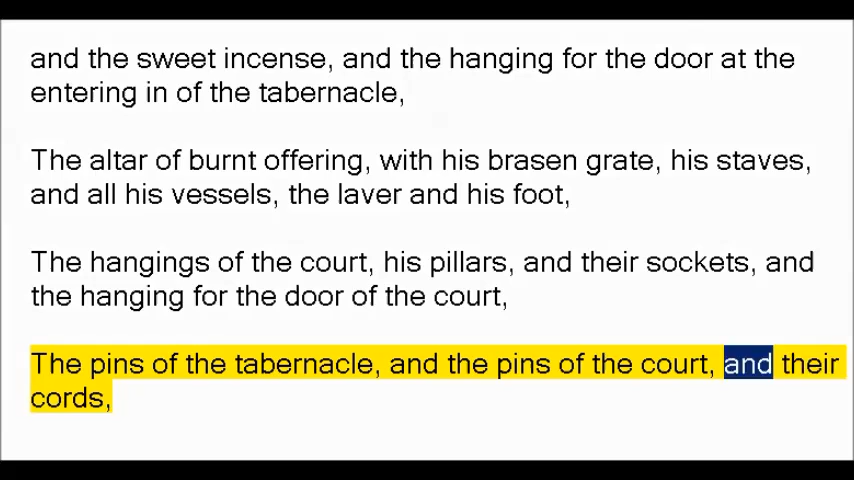 and the sweet incense, and the hanging for the door at the
entering in of the tabernacle,
The altar of burnt offering, with his brasen grate, his staves,
and all his vessels, the laver and his foot,
The hangings of the court, his pillars, and their sockets, and
the hanging for the door of the court,
The pins of the tabernacle, and the pins of the court, and their
cords,